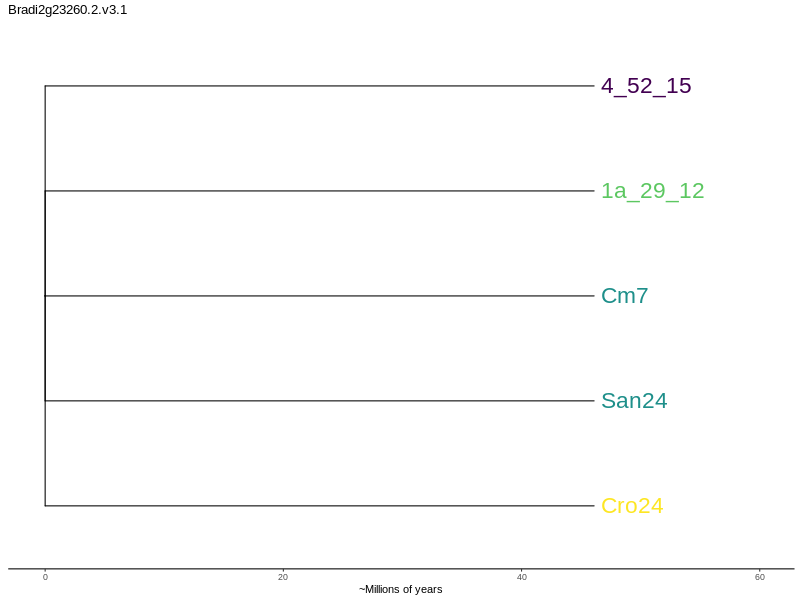 Bradi2g23260.2.v3.1
4_52_15
1a_29_12
Cm7
San24
Cro24
0 20 40 60
~Millions of years